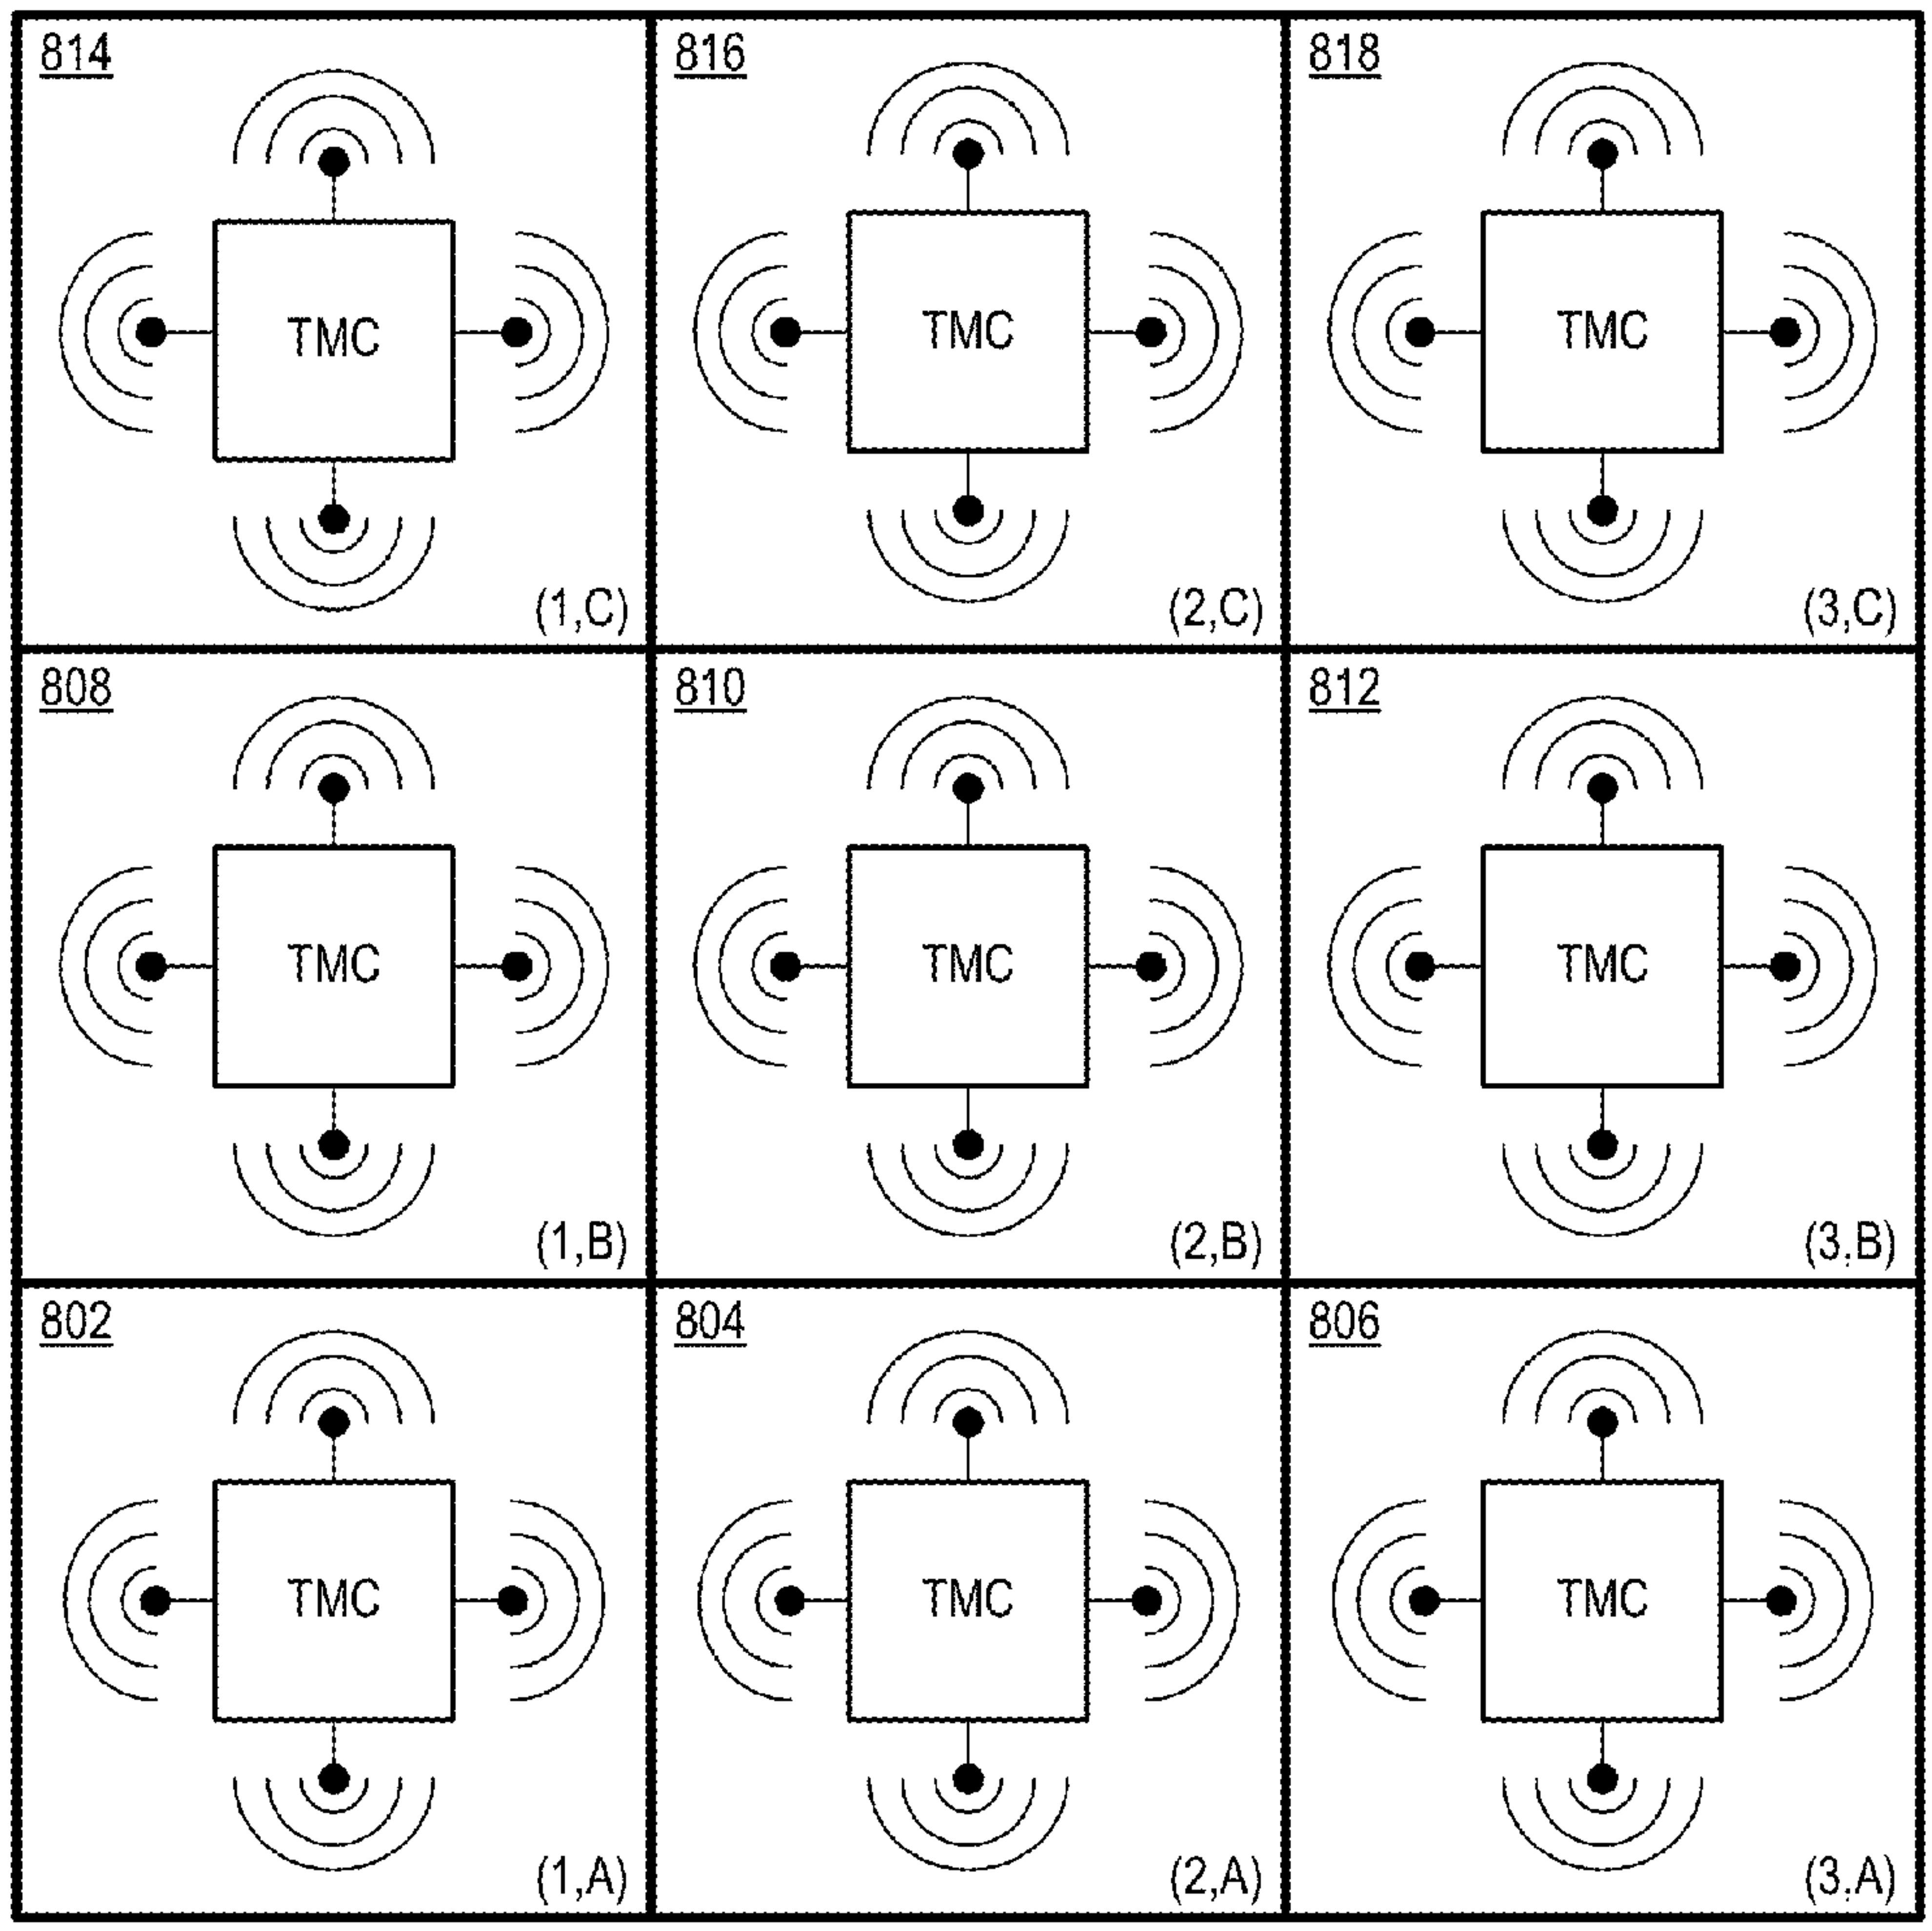 814
TMC
(1,C)
816
TMC
(2,C)
818
TMC
(3,C)
808
TMC
(1,B)
810
TMC
(2,B)
812
TMC
(3.B)
802
TMC
(1,A)
804
TMC
(2,A)
806
TMC
(3.A)